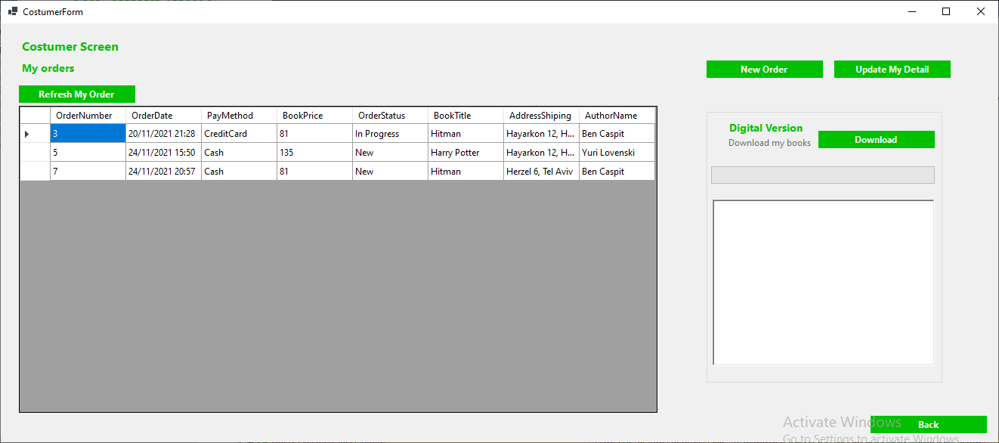 CostumerForm
Costumer Screen
My orders
New Order
Update My Detail
Refresh My Order
OrderNumber OrderDate PayMethod BookPrice OrderStatus BookTitle AddressShiping AuthorName
3 20/11/2021 21:28 CreditCard 81 In Progress Hitman Hayarkon 12, H... Ben Caspit
5 24/11/2021 15:50 Cash 135 New Harry Potter Hayarkon 12, H... Yuri Lovenski
7 24/11/2021 20:57 Cash 81 New Hitman Herzel 6, Tel Aviv Ben Caspit
Digital Version
Download my books
Download
Activate Windows
Back
Go to Settings to activate Windows.